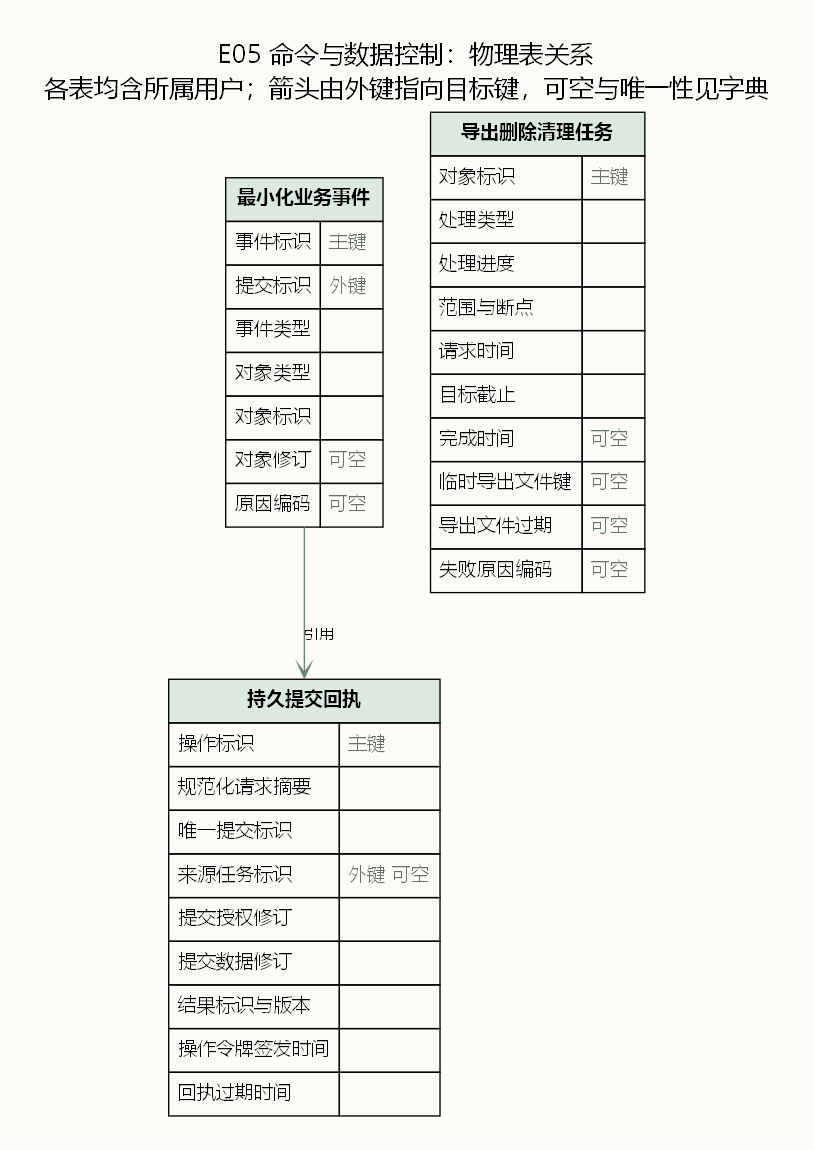 E05 命令与数据控制：物理表关系
各表均含所属用户；箭头由外键指向目标键，可空与唯一性见字典
导出删除清理任务
对象标识 主键
处理类型
处理进度
范围与断点
请求时间
目标截止
完成时间 可空
临时导出文件键 可空
导出文件过期 可空
失败原因编码 可空
最小化业务事件
事件标识 主键
提交标识 外键
事件类型
对象类型
对象标识
对象修订 可空
原因编码 可空
引用
持久提交回执
操作标识 主键
规范化请求摘要
唯一提交标识
来源任务标识 外键 可空
提交授权修订
提交数据修订
结果标识与版本
操作令牌签发时间
回执过期时间